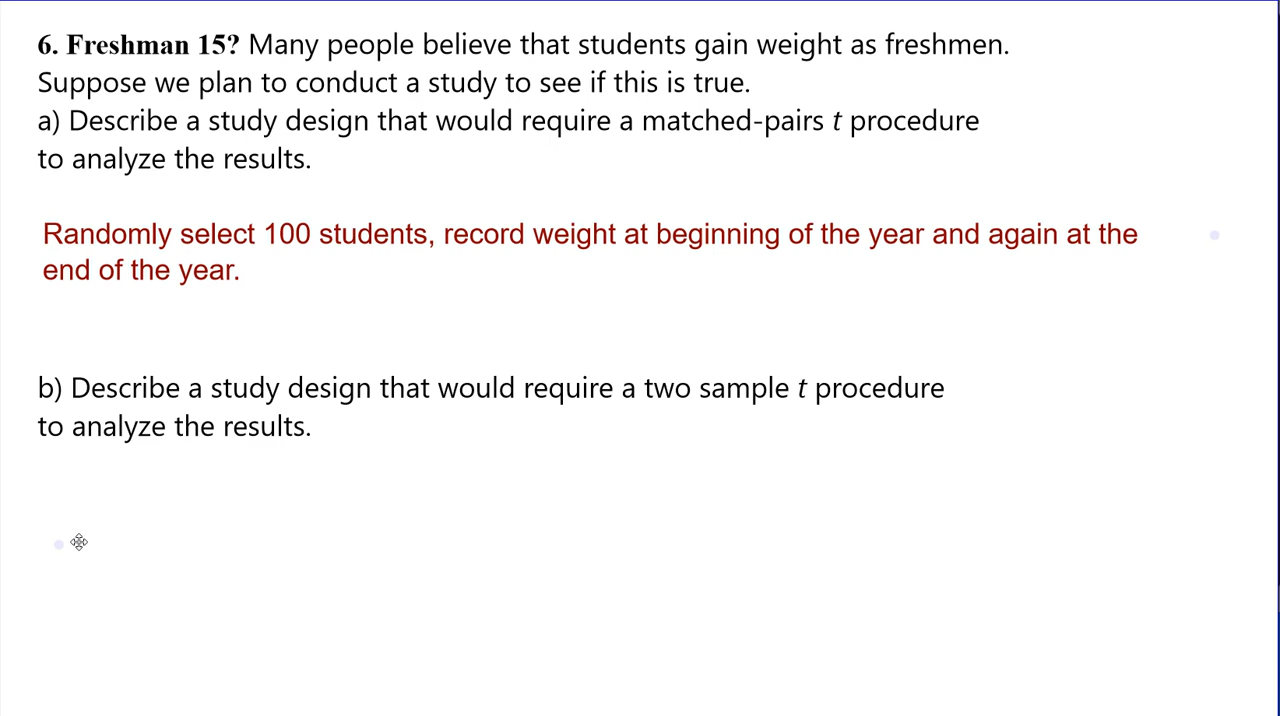 6. Freshman 15? Many people believe that students gain weight as freshmen.
Suppose we plan to conduct a study to see if this is true.
a) Describe a study design that would require a matched-pairs t procedure
to analyze the results.
Randomly select 100 students, record weight at beginning of the year and again at the
end of the year.
b) Describe a study design that would require a two sample t procedure
to analyze the results.